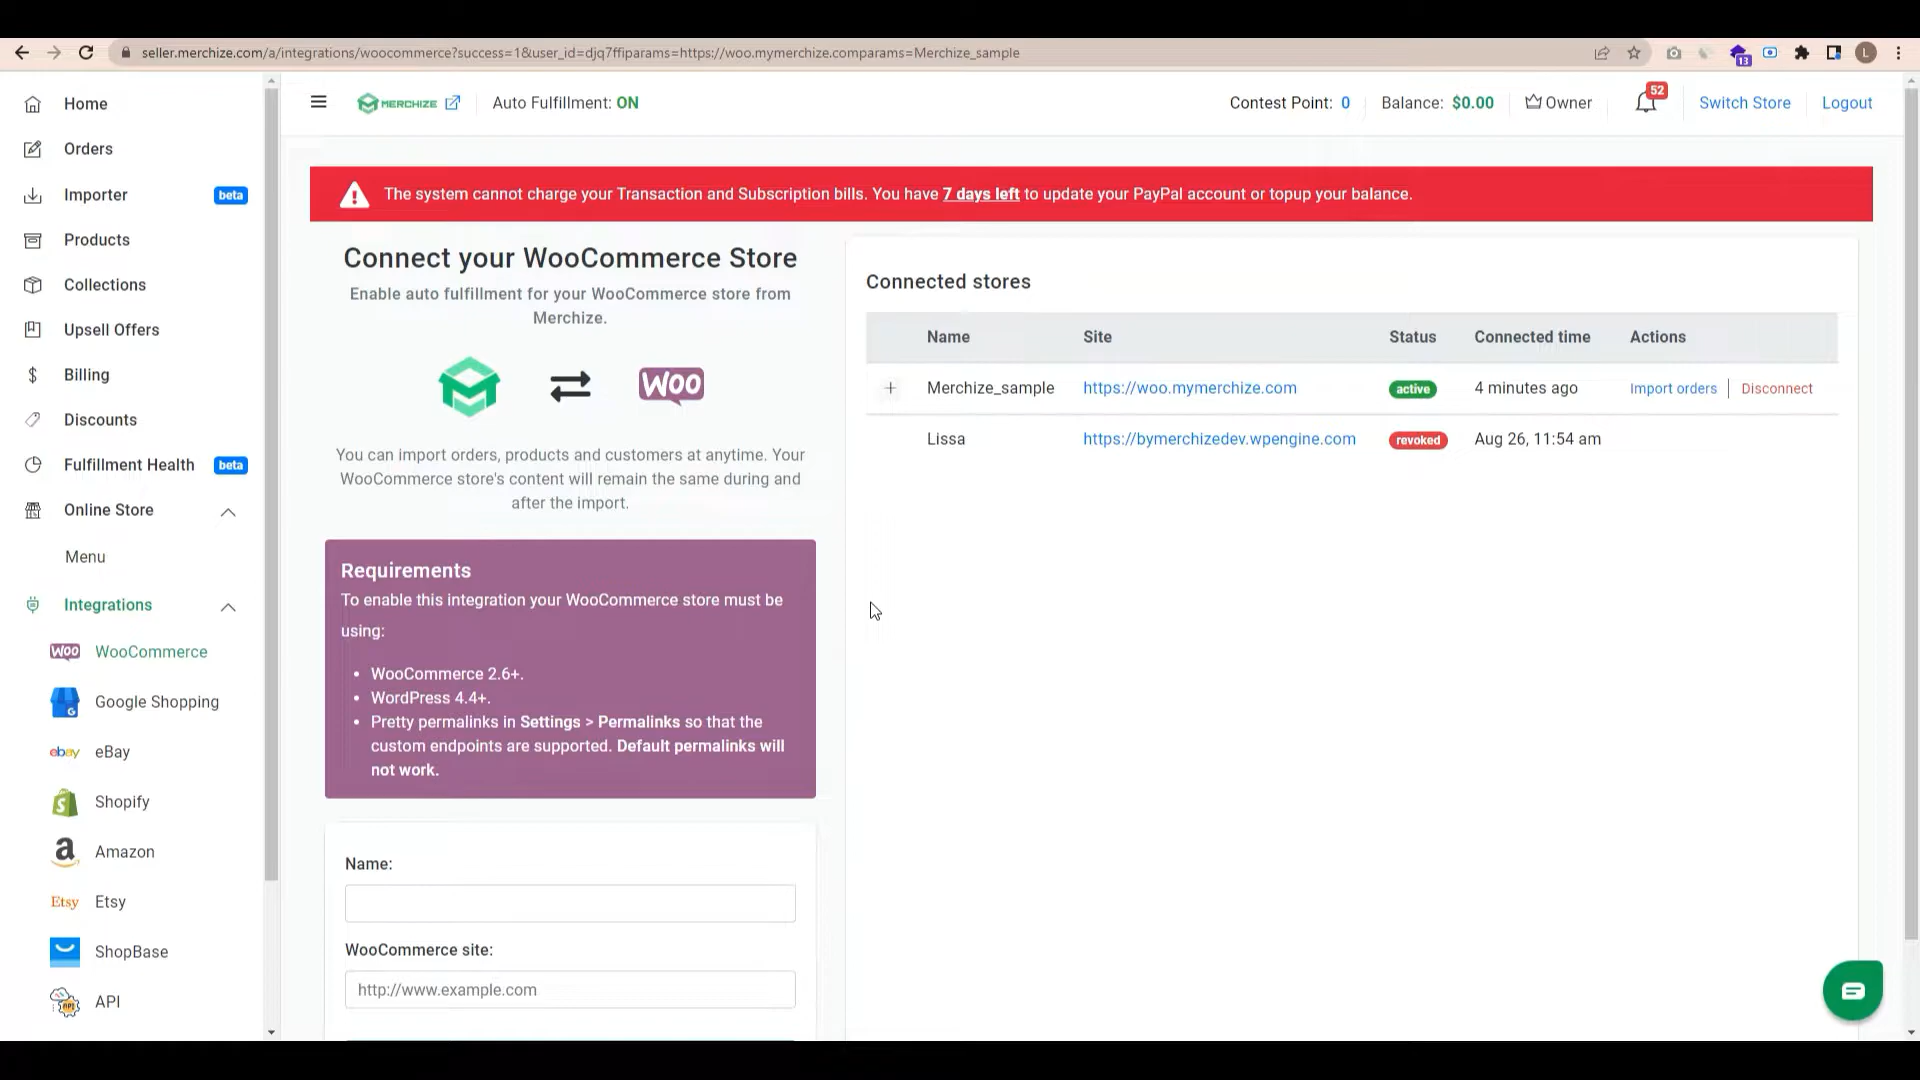 seller.merchize.com/a/integrations/woocommerce?success=1&user_id=djq7ffiparams=https://woo.mymerchize.comparams=Merchize_sample
13
L
Home
Orders
Importer beta
Products
Collections
Upsell Offers
Billing
Discounts
Fulfillment Health beta
Online Store
Menu
Integrations
WOO WooCommerce
G Google Shopping
ebay eBay
S Shopify
a Amazon
Etsy Etsy
ShopBase
API API
MERCHIZE Auto Fulfillment: ON
Contest Point: 0 Balance: $0.00 Owner 52 Switch Store Logout
The system cannot charge your Transaction and Subscription bills. You have 7 days left to update your PayPal account or topup your balance.
Connect your WooCommerce Store
Enable auto fulfillment for your WooCommerce store from
Merchize.
WOO
You can import orders, products and customers at anytime. Your
WooCommerce store's content will remain the same during and
after the import.
Requirements
To enable this integration your WooCommerce store must be
using:
• WooCommerce 2.6+.
• WordPress 4.4+.
• Pretty permalinks in Settings > Permalinks so that the
custom endpoints are supported. Default permalinks will
not work.
Name:
WooCommerce site:
http://www.example.com
Connected stores
Name Site Status Connected time Actions
+ Merchize_sample https://woo.mymerchize.com active 4 minutes ago Import orders | Disconnect
Lissa https://bymerchizedev.wpengine.com revoked Aug 26, 11:54 am